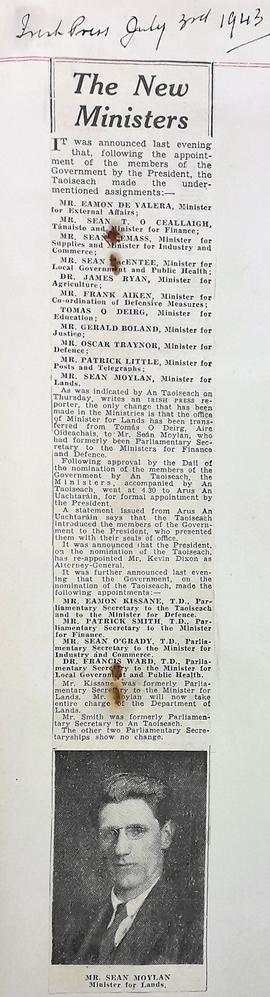 Irish Press July 3rd 1943
The New
Ministers
IT was announced last evening
that, following the appoint-
ment of the members of the
Government by the President, the
Taoiseach made the under-
mentioned assignments:—
MR. EAMON DE VALERA, Minister
for External Affairs;
MR. SEAN T. O CEALLAIGH,
Tánaiste and Minister for Finance;
MR. SEAN LEMASS, Minister for
Supplies and Minister for Industry and
Commerce;
MR. SEAN McENTEE, Minister for
Local Government and Public Health;
DR. JAMES RYAN, Minister for
Agriculture;
MR. FRANK AIKEN, Minister for
Co-ordination of Defensive Measures;
TOMAS O DEIRG, Minister for
Education;
MR. GERALD BOLAND, Minister for
Justice;
MR. OSCAR TRAYNOR, Minister for
Defence;
MR. PATRICK LITTLE, Minister for
Posts and Telegraphs;
MR. SEAN MOYLAN, Minister for
Lands.
As was indicated by An Taoiseach on
Thursday, writes an IRISH PRESS re-
porter, the only change that has been
made in the Ministries is that the office
of Minister for Lands has been trans-
ferred from Tomás O Deirg, Aire
Oideachais, to Mr. Seán Moylan, who
had formerly been Parliamentary Sec-
retary to the Ministers for Finance
and Defence.
Following approval by the Dail of
the nomination of the members of the
Government by An Taoiseach, the
Ministers, accompanied by An
Taoiseach, went at 4.30 to Arus An
Uachtaráin, for formal appointment by
the President.
A statement issued from Arus An
Uachtaráin says that the Taoiseach
introduced the members of the Govern-
ment to the President, who presented
them with their seals of office.
It was announced that the President,
on the nomination of the Taoiseach,
has re-appointed Mr. Kevin Dixon as
Attorney-General.
It was further announced last even-
ing that the Government, on the
nomination of the Taoiseach, made the
following appointments:—
MR. EAMON KISSANE, T.D., Par-
liamentary Secretary to the Taoiseach
and to the Minister for Defence.
MR. PATRICK SMITH, T.D., Par-
liamentary Secretary to the Minister
for Finance.
MR. SEAN O'GRADY, T.D., Parlia-
mentary Secretary to the Minister for
Industry and Commerce.
DR. FRANCIS WARD, T.D., Parlia-
mentary Secretary to the Minister for
Local Government and Public Health.
Mr. Kissane was formerly Parlia-
mentary Secretary to the Minister for
Lands. Mr. Moylan will now take
entire charge of the Department of
Lands.
Mr. Smith was formerly Parliamen-
tary Secretary to An Taoiseach.
The other two Parliamentary Secre-
taryships show no change.
MR. SEAN MOYLAN
Minister for Lands.